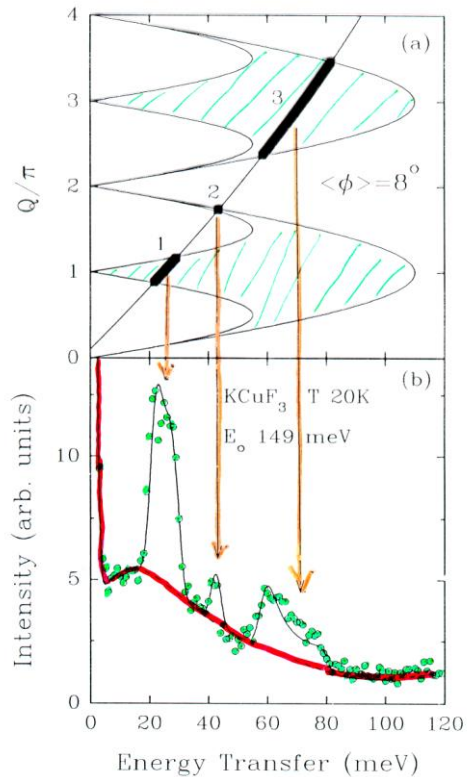 4
(a)
3
3
Q/π
2
2
<ϕ>=8°
1
1
0
(b)
KCuF₃ T 20K
E₀ 149 meV
10
Intensity (arb. units)
5
0
0 20 40 60 80 100 120
Energy Transfer (meV)